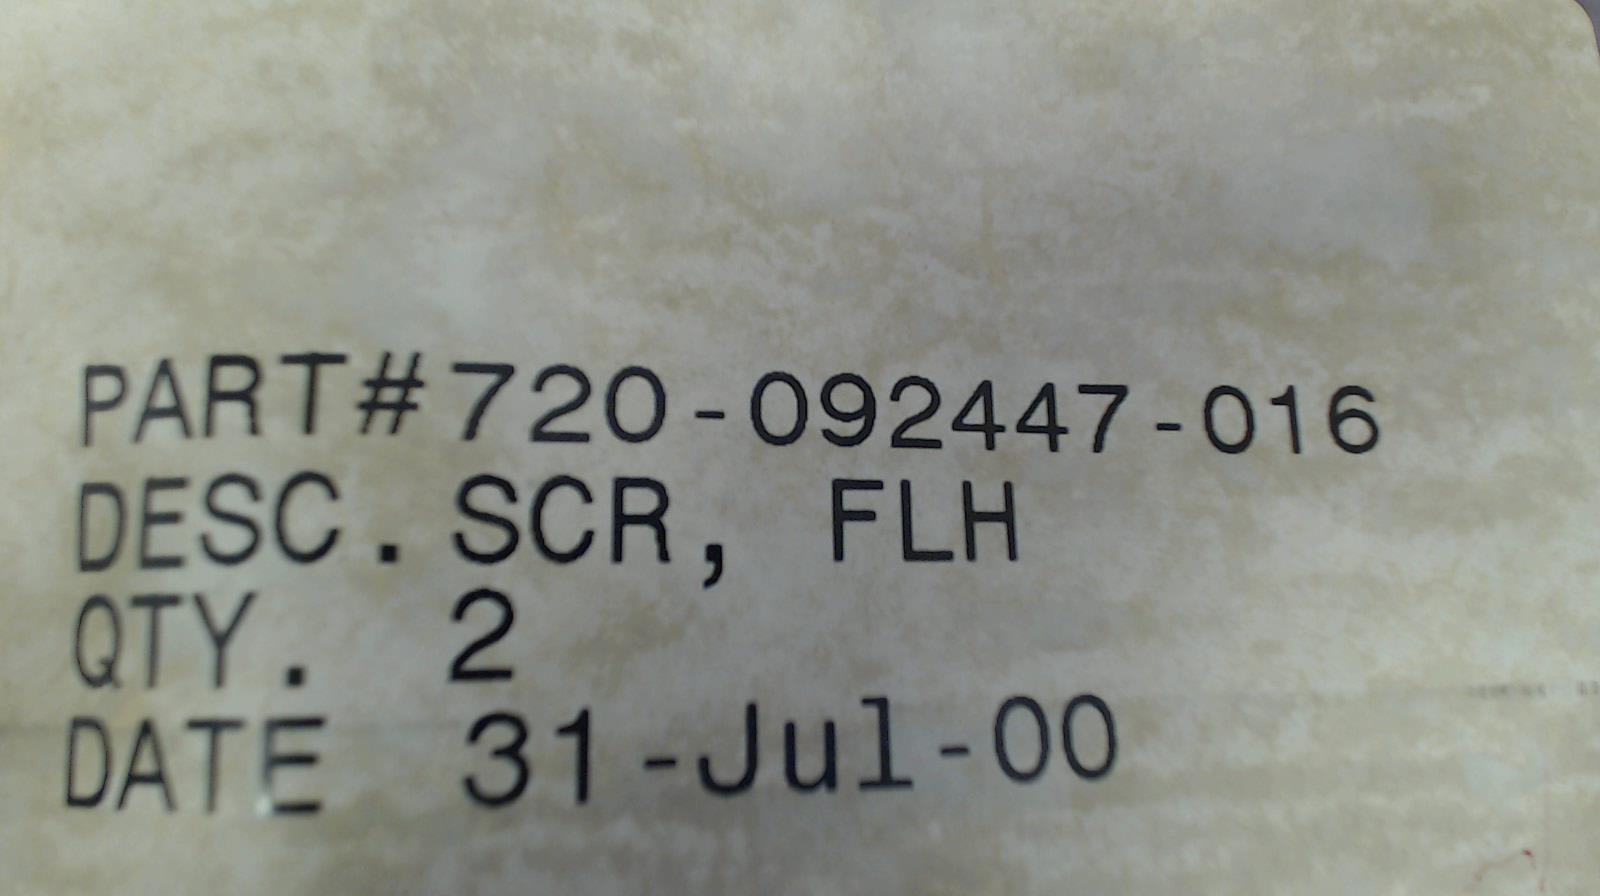 PART#720-092447-016
DESC. SCR, FLH
QTY. 2
DATE 31-Jul-00